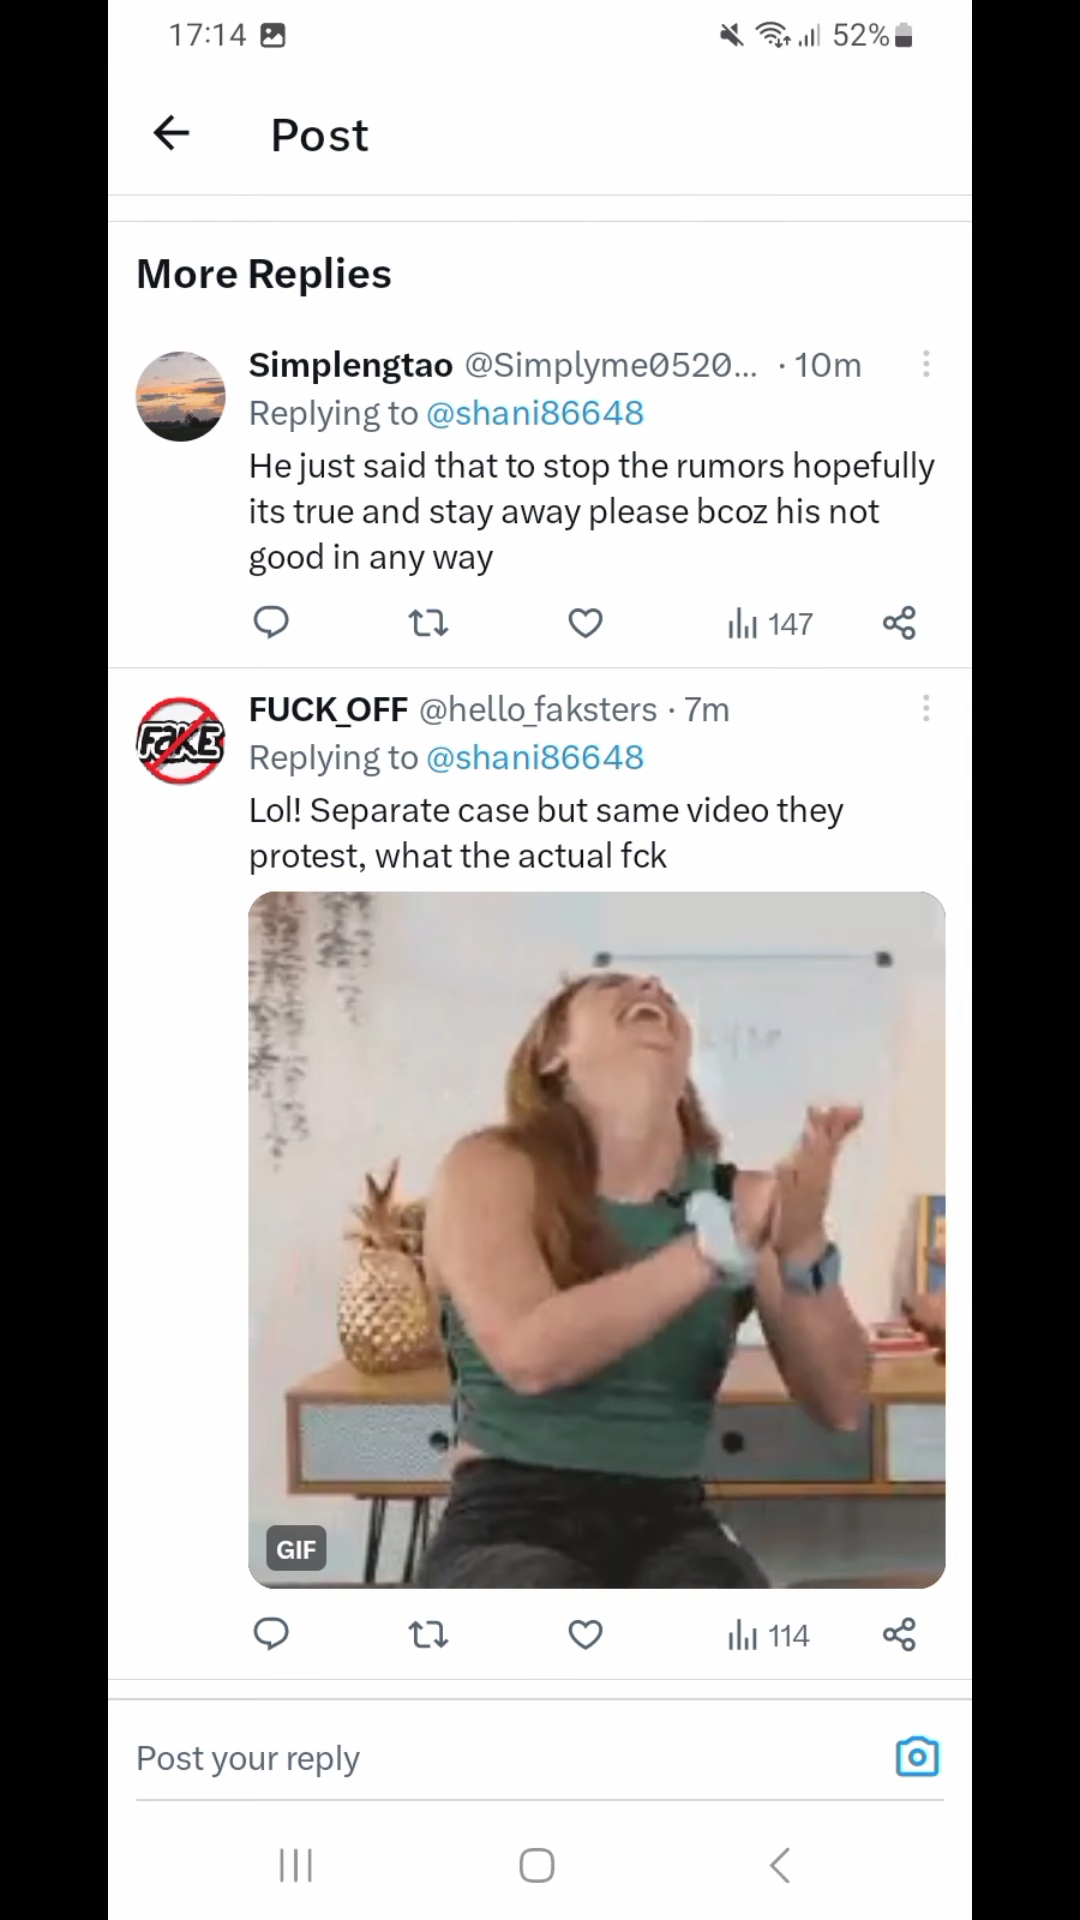 17:14
52%
Post
More Replies
Simplengtao @Simplyme0520... · 10m
Replying to @shani86648
He just said that to stop the rumors hopefully
its true and stay away please bcoz his not
good in any way
147
FAKE
FUCK_OFF @hello_faksters · 7m
Replying to @shani86648
Lol! Separate case but same video they
protest, what the actual fck
GIF
114
Post your reply